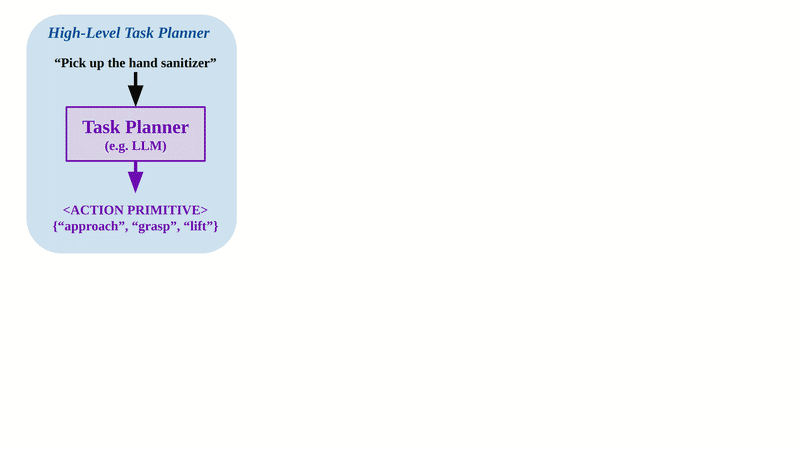 High-Level Task Planner
“Pick up the hand sanitizer”
Task Planner
(e.g. LLM)
<ACTION PRIMITIVE>
{“approach”, “grasp”, “lift”}